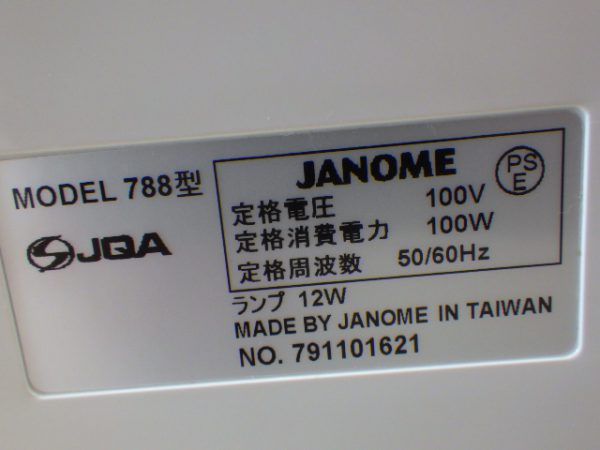 MODEL 788型
JQA
JANOME
PS
E
定格電圧 100V
定格消費電力 100W
定格周波数 50/60Hz
ランプ 12W
MADE BY JANOME IN TAIWAN
NO. 791101621